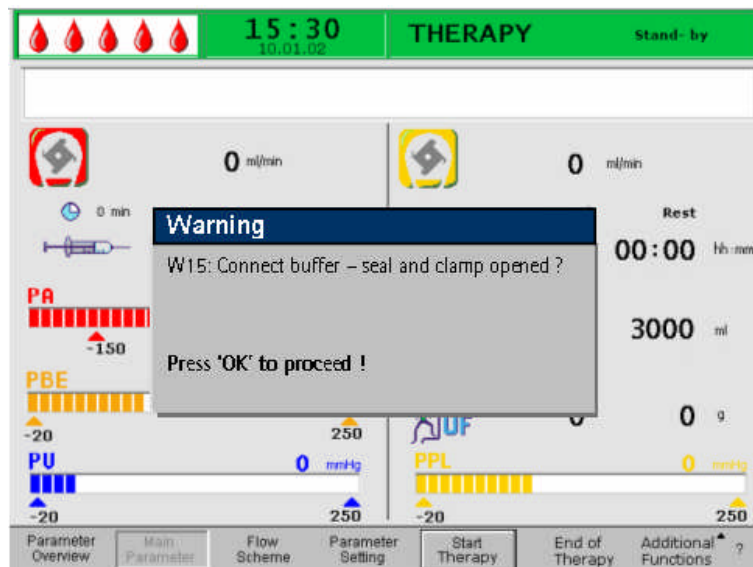 15:30
10.01.02
THERAPY
Stand- by
0 ml/min
0 ml/min
0 min
Rest
00:00 hh:mm
Warning
W15: Connect buffer – seal and clamp opened ?
Press 'OK' to proceed !
PA
-150
3000 ml
PBE
-20
250
UF
0 g
PV
0 mmHg
-20
250
PPL
0 mmHg
-20
250
Parameter Overview
Main Parameter
Flow Scheme
Parameter Setting
Start Therapy
End of Therapy
Additional Functions
?